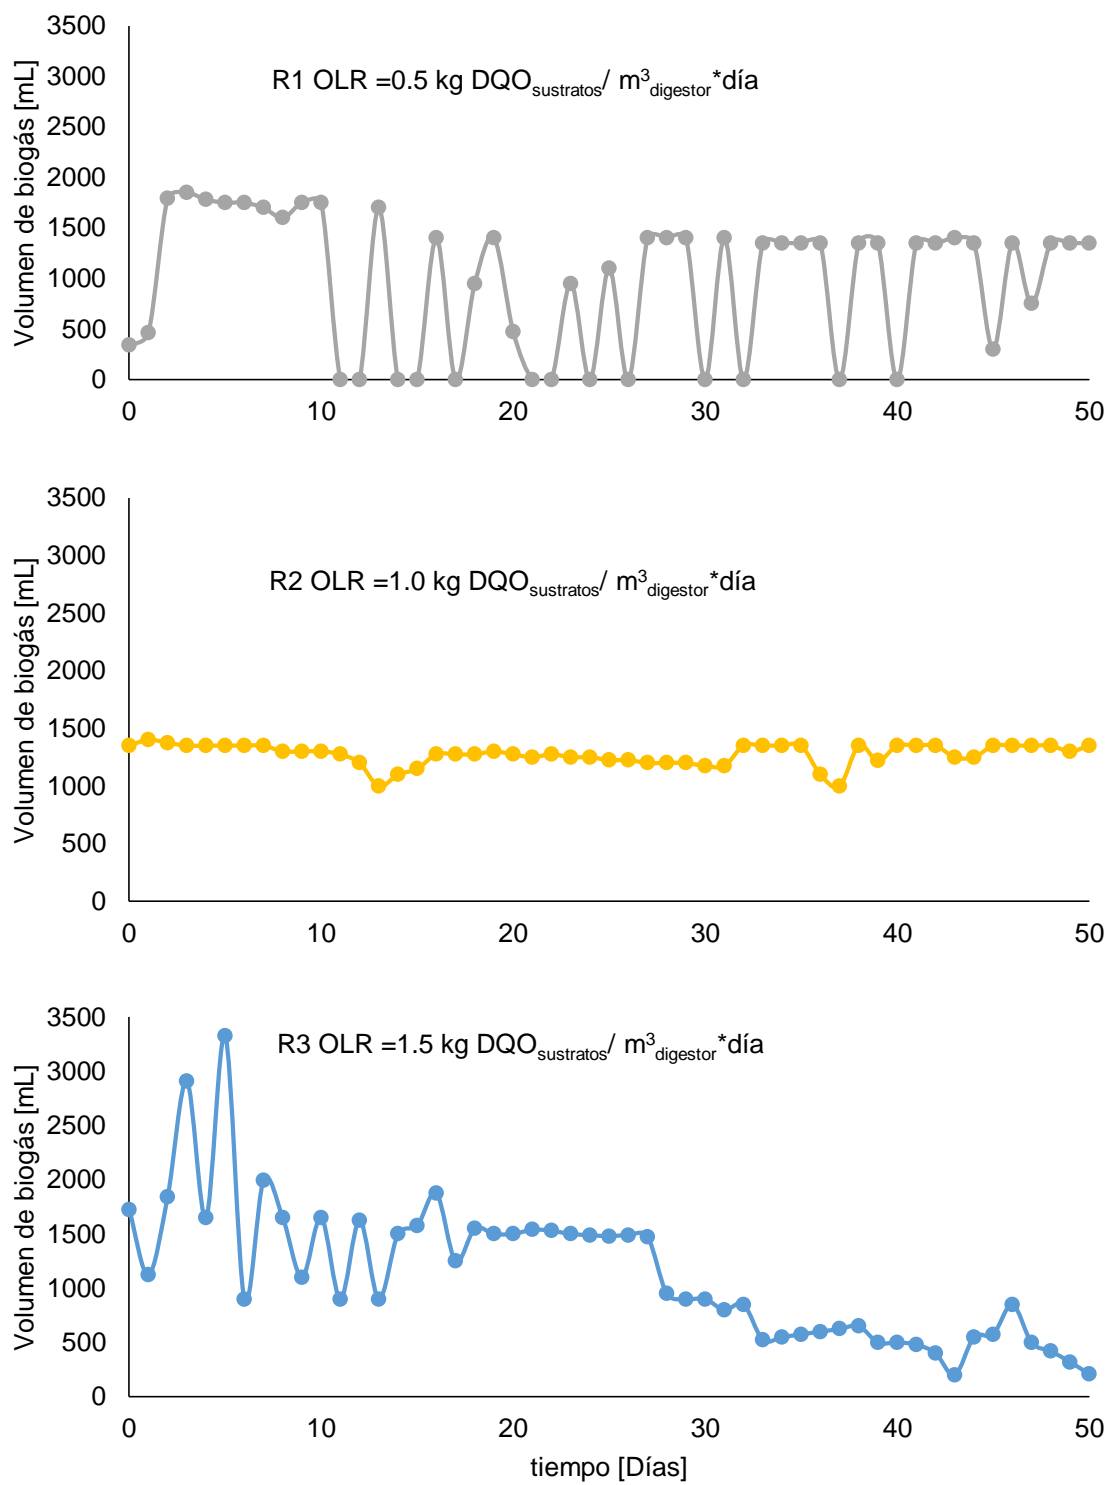 3500
3000
2500
2000
1500
1000
500
0
Volumen de biogás [mL]
R1 OLR =0.5 kg DQOsustratos/ m3digestor*día
0 10 20 30 40 50
3500
3000
2500
2000
1500
1000
500
0
Volumen de biogás [mL]
R2 OLR =1.0 kg DQOsustratos/ m3digestor*día
0 10 20 30 40 50
3500
3000
2500
2000
1500
1000
500
0
Volumen de biogás [mL]
R3 OLR =1.5 kg DQOsustratos/ m3digestor*día
0 10 20 30 40 50
tiempo [Días]